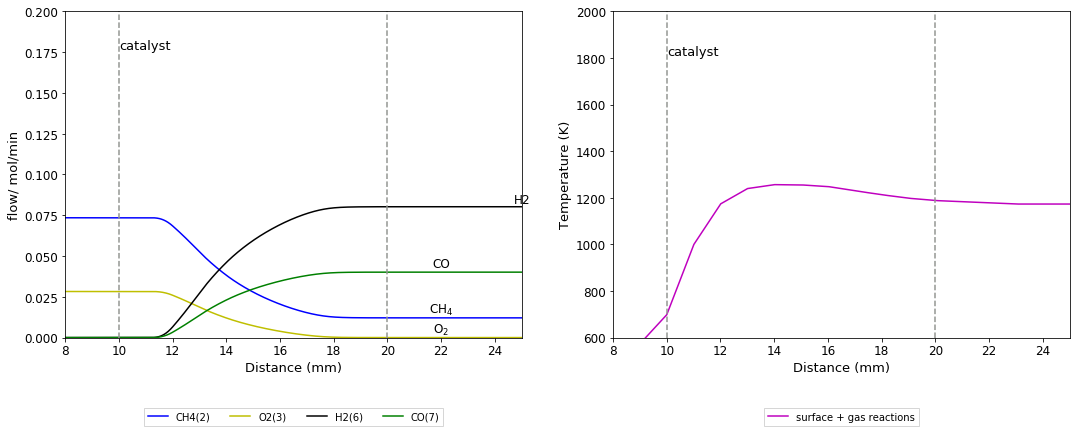 0.200
0.175
0.150
0.125
0.100
0.075
0.050
0.025
0.000
flow/ mol/min
catalyst
H2
CO
CH₄
O₂
8 10 12 14 16 18 20 22 24
Distance (mm)
CH4(2) O2(3) H2(6) CO(7)
2000
1800
1600
1400
1200
1000
800
600
Temperature (K)
catalyst
8 10 12 14 16 18 20 22 24
Distance (mm)
surface + gas reactions